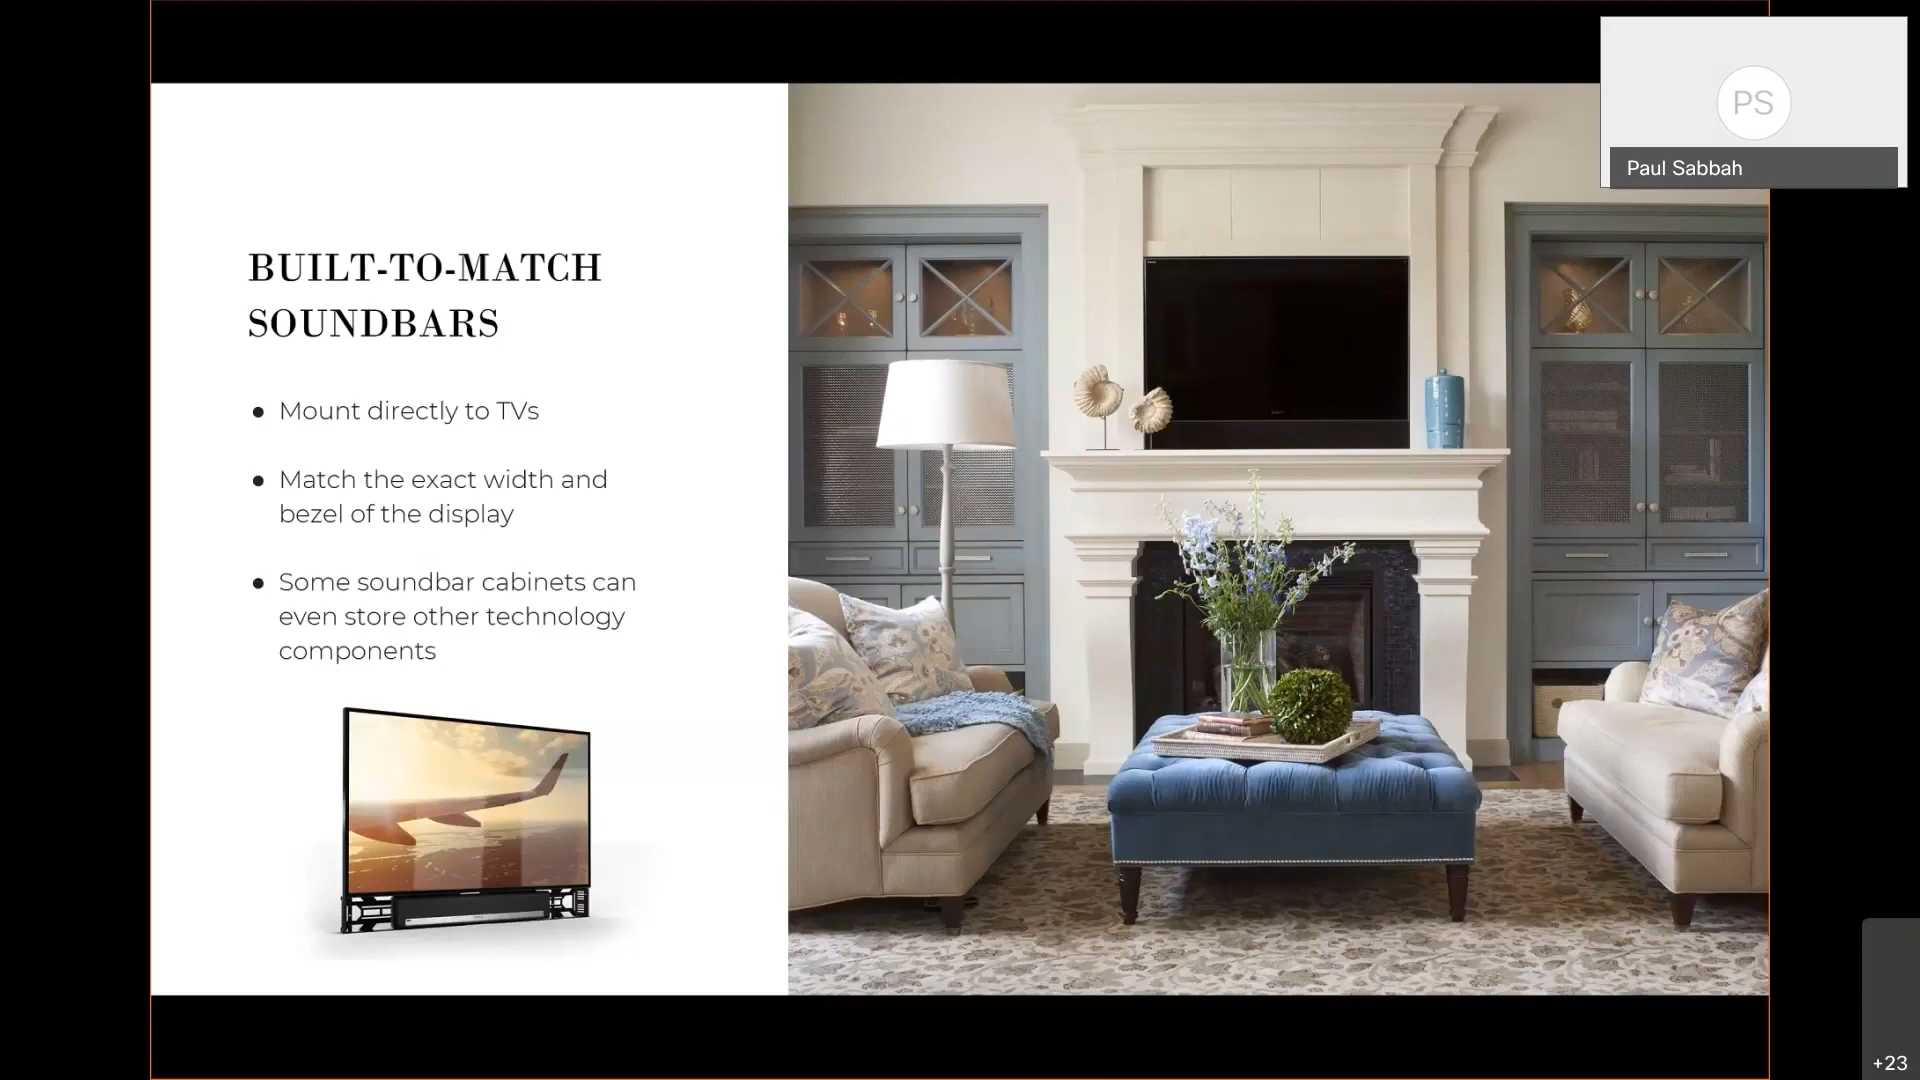 BUILT-TO-MATCH
SOUNDBARS
● Mount directly to TVs
● Match the exact width and
bezel of the display
● Some soundbar cabinets can
even store other technology
components
PS
Paul Sabbah
+23